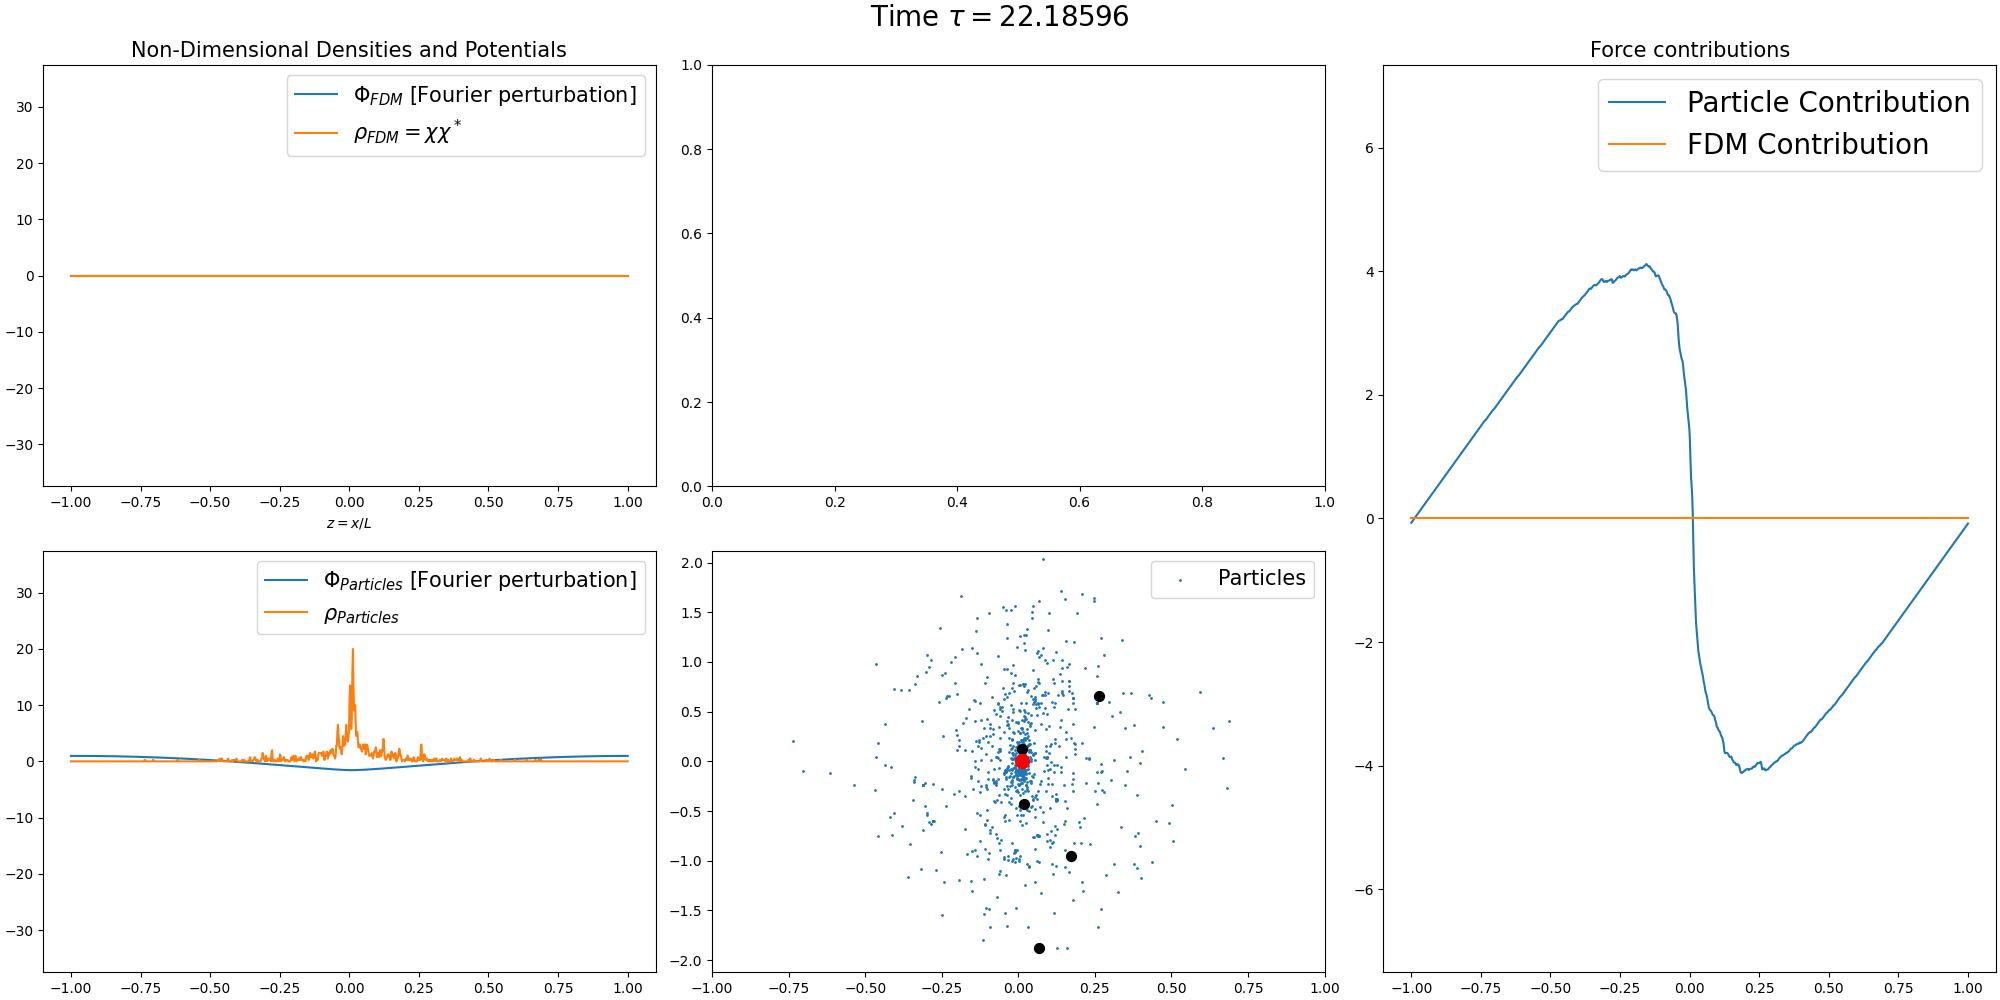 Time τ = 22.18596
Non-Dimensional Densities and Potentials
Φ_FDM [Fourier perturbation]
ρ_FDM = χχ*
30
20
10
0
−10
−20
−30
−1.00 −0.75 −0.50 −0.25 0.00 0.25 0.50 0.75 1.00
z = x/L
1.0
0.8
0.6
0.4
0.2
0.0
0.0 0.2 0.4 0.6 0.8 1.0
Φ_Particles [Fourier perturbation]
ρ_Particles
30
20
10
0
−10
−20
−30
−1.00 −0.75 −0.50 −0.25 0.00 0.25 0.50 0.75 1.00
Particles
2.0
1.5
1.0
0.5
0.0
−0.5
−1.0
−1.5
−2.0
−1.00 −0.75 −0.50 −0.25 0.00 0.25 0.50 0.75 1.00
Force contributions
Particle Contribution
FDM Contribution
6
4
2
0
−2
−4
−6
−1.00 −0.75 −0.50 −0.25 0.00 0.25 0.50 0.75 1.00